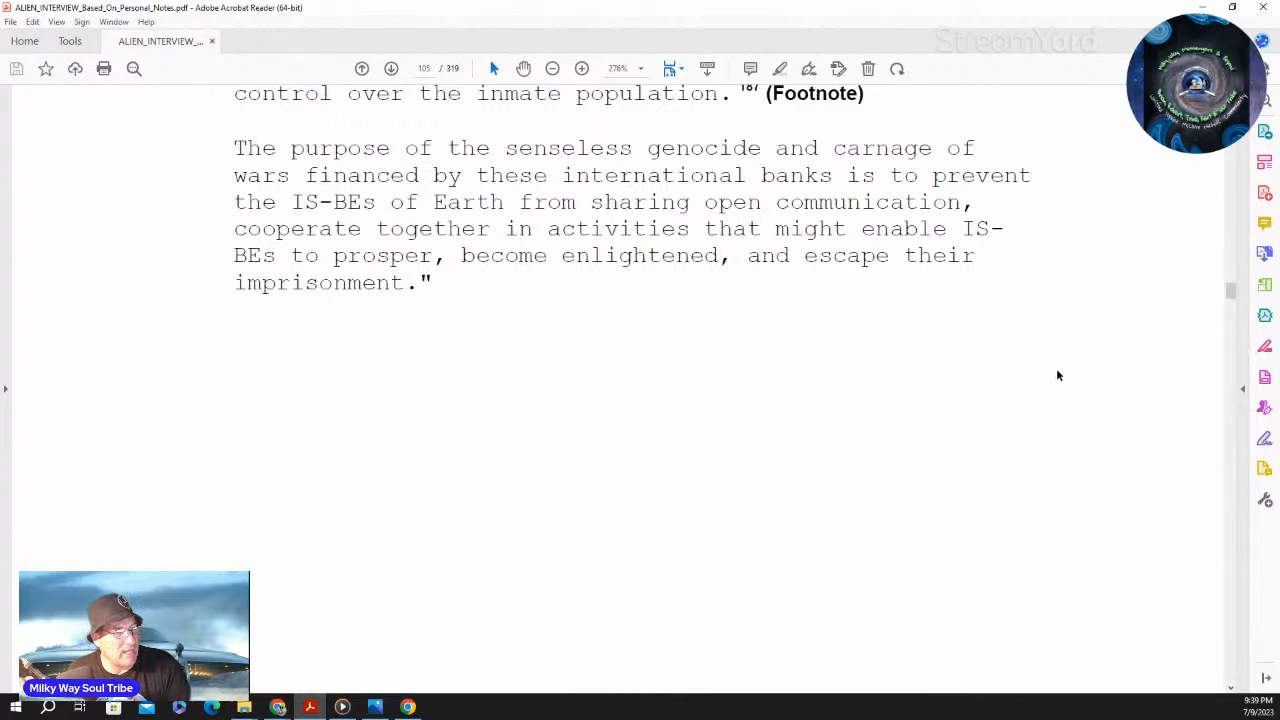 ALIEN_INTERVIEW_Based_On_Personal_Notes.pdf - Adobe Acrobat Reader (64-bit)
File Edit View Sign Window Help
StreamYard
Home Tools ALIEN_INTERVIEW_... ×
105 / 319 276%
control over the inmate population. " 187 (Footnote)
The purpose of the senseless genocide and carnage of
wars financed by these international banks is to prevent
the IS-BEs of Earth from sharing open communication,
cooperate together in activities that might enable IS-
BEs to prosper, become enlightened, and escape their
imprisonment."
Milky Way Soul Tribe
9:39 PM
7/9/2023